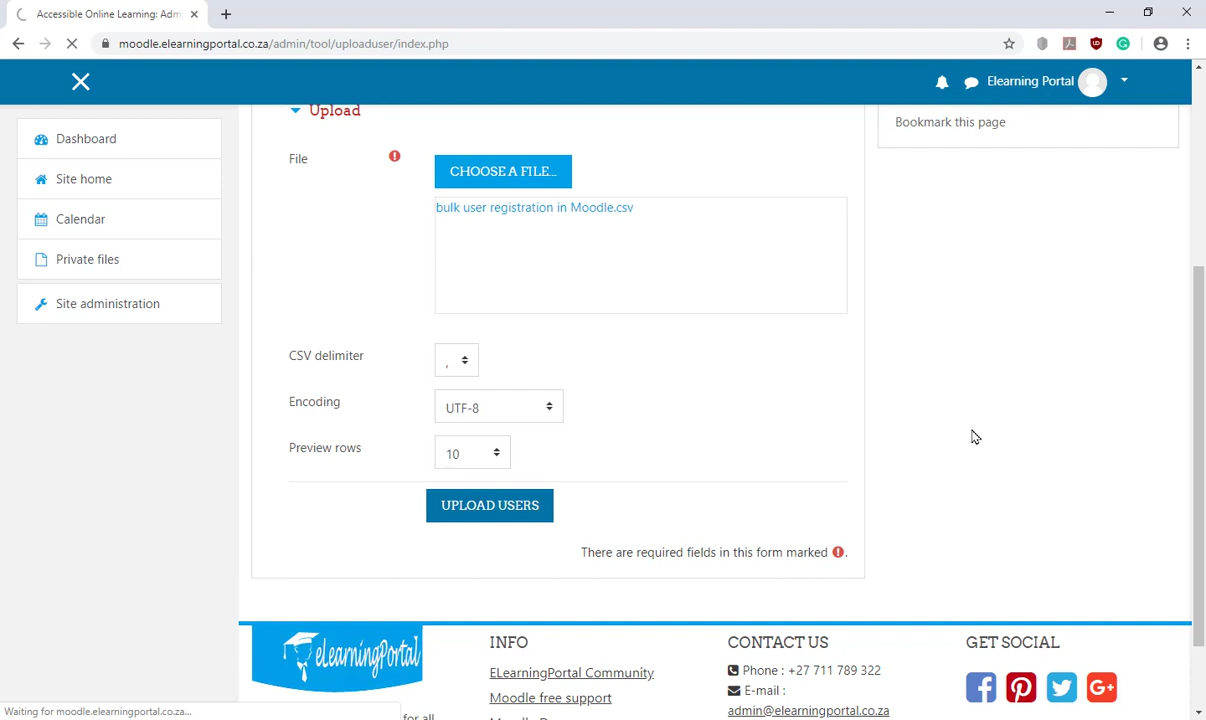 Accessible Online Learning: Adm
moodle.elearningportal.co.za/admin/tool/uploaduser/index.php
Elearning Portal
Dashboard
Site home
Calendar
Private files
Site administration
Upload
Bookmark this page
File
CHOOSE A FILE...
bulk user registration in Moodle.csv
CSV delimiter
,
Encoding
UTF-8
Preview rows
10
UPLOAD USERS
There are required fields in this form marked .
eLearningPortal
INFO
ELearningPortal Community
Moodle free support
CONTACT US
Phone : +27 711 789 322
E-mail :
admin@elearningportal.co.za
GET SOCIAL
Waiting for moodle.elearningportal.co.za...
for all